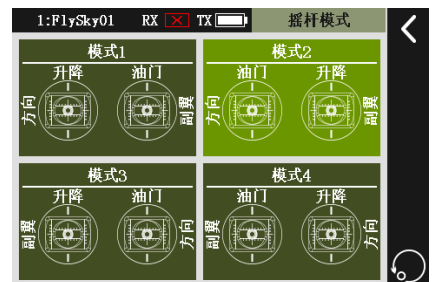 1:FlySky01 RX TX 摇杆模式
模式1
升降 油门
方向 副翼
模式2
油门 升降
方向 副翼
模式3
升降 油门
副翼 方向
模式4
油门 升降
副翼 方向